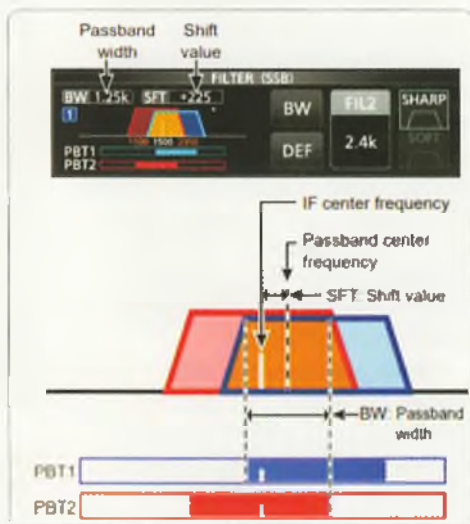 Passband width
Shift value
FILTER (SSB)
BW 1.25k SFT +225
BW
FIL2
SHARP
1
SOFT
2.4k
DEF
1500
PBT1
PBT2
IF center frequency
Passband center frequency
SFT: Shift value
BW: Passband width
PBT1
PBT2